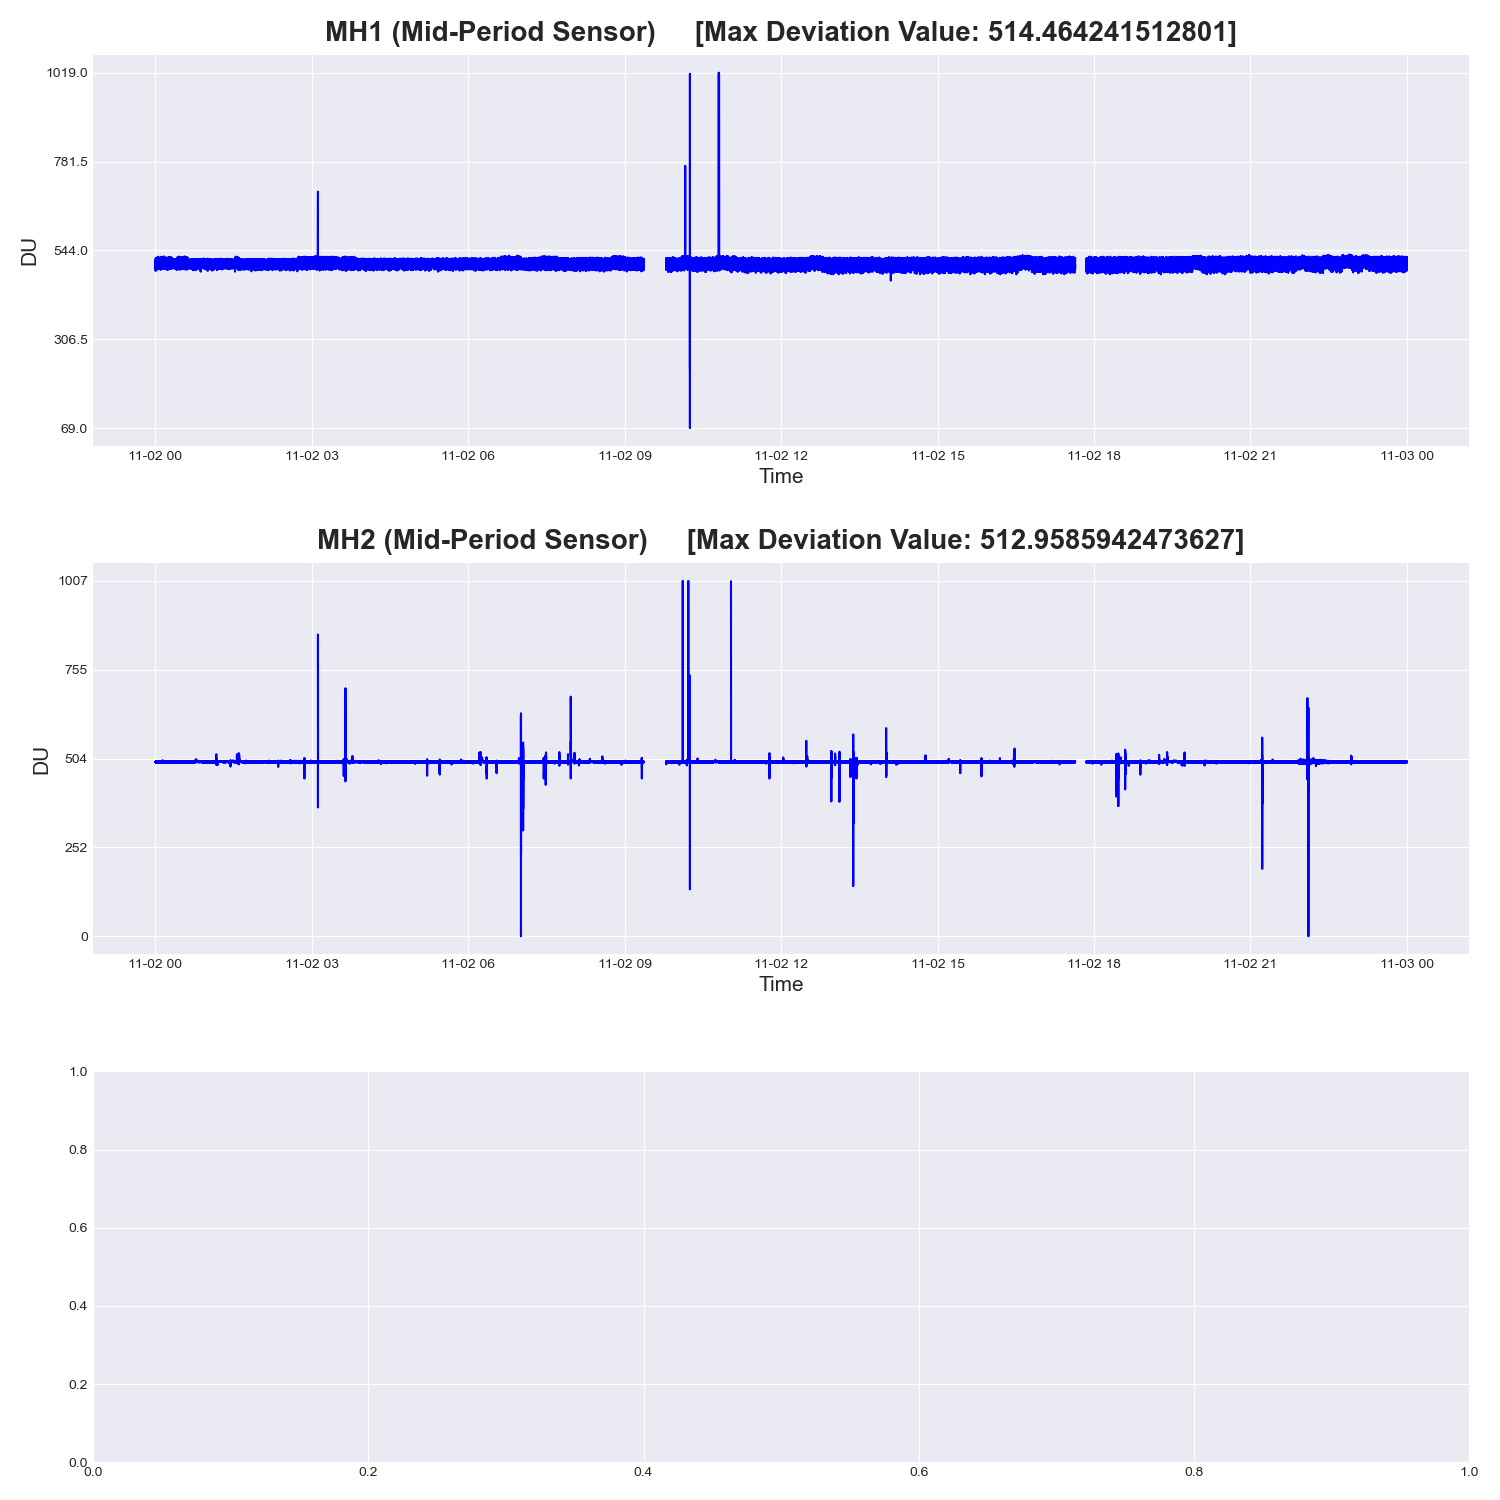 MH1 (Mid-Period Sensor) [Max Deviation Value: 514.464241512801]
1019.0
781.5
544.0
306.5
69.0
DU
11-02 00 11-02 03 11-02 06 11-02 09 11-02 12 11-02 15 11-02 18 11-02 21 11-03 00
Time
MH2 (Mid-Period Sensor) [Max Deviation Value: 512.9585942473627]
1007
755
504
252
0
DU
11-02 00 11-02 03 11-02 06 11-02 09 11-02 12 11-02 15 11-02 18 11-02 21 11-03 00
Time
1.0
0.8
0.6
0.4
0.2
0.0
0.0 0.2 0.4 0.6 0.8 1.0